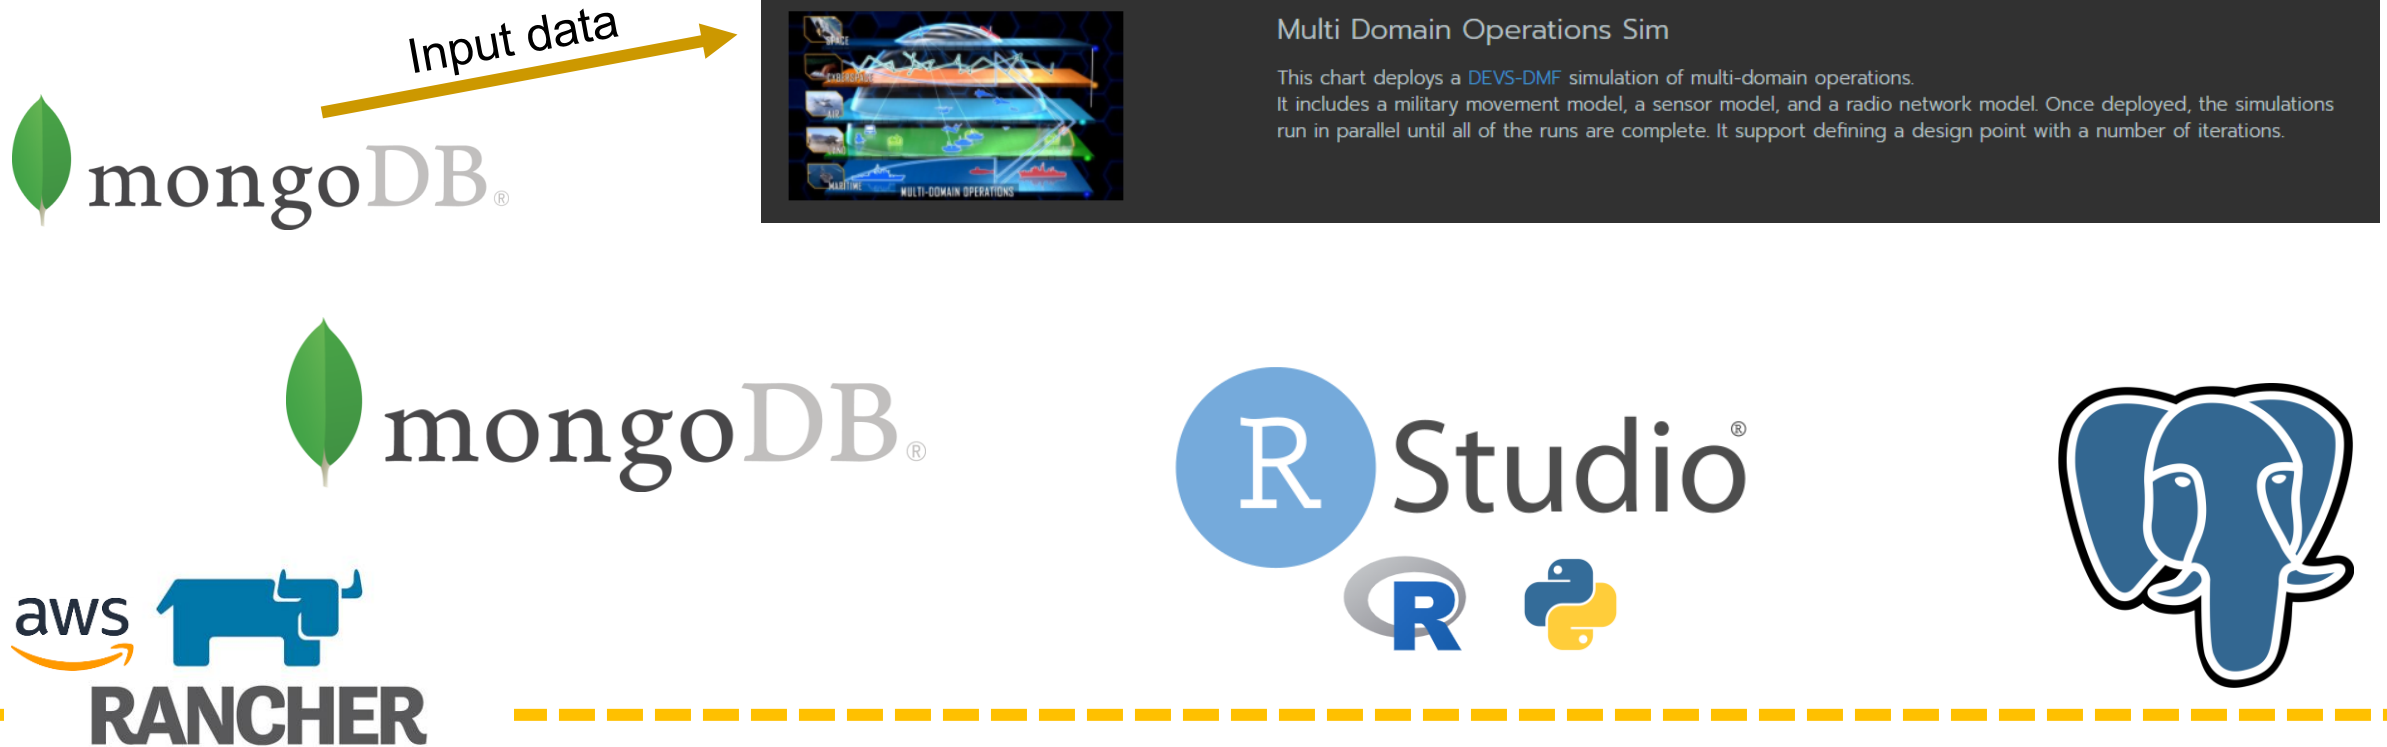 Input data
mongoDB®
SPACE
CYBERSPACE
AIR
LAND
MARITIME
MULTI-DOMAIN OPERATIONS
Multi Domain Operations Sim
This chart deploys a DEVS-DMF simulation of multi-domain operations.
It includes a military movement model, a sensor model, and a radio network model. Once deployed, the simulations
run in parallel until all of the runs are complete. It support defining a design point with a number of iterations.
mongoDB®
R Studio®
R
aws
RANCHER